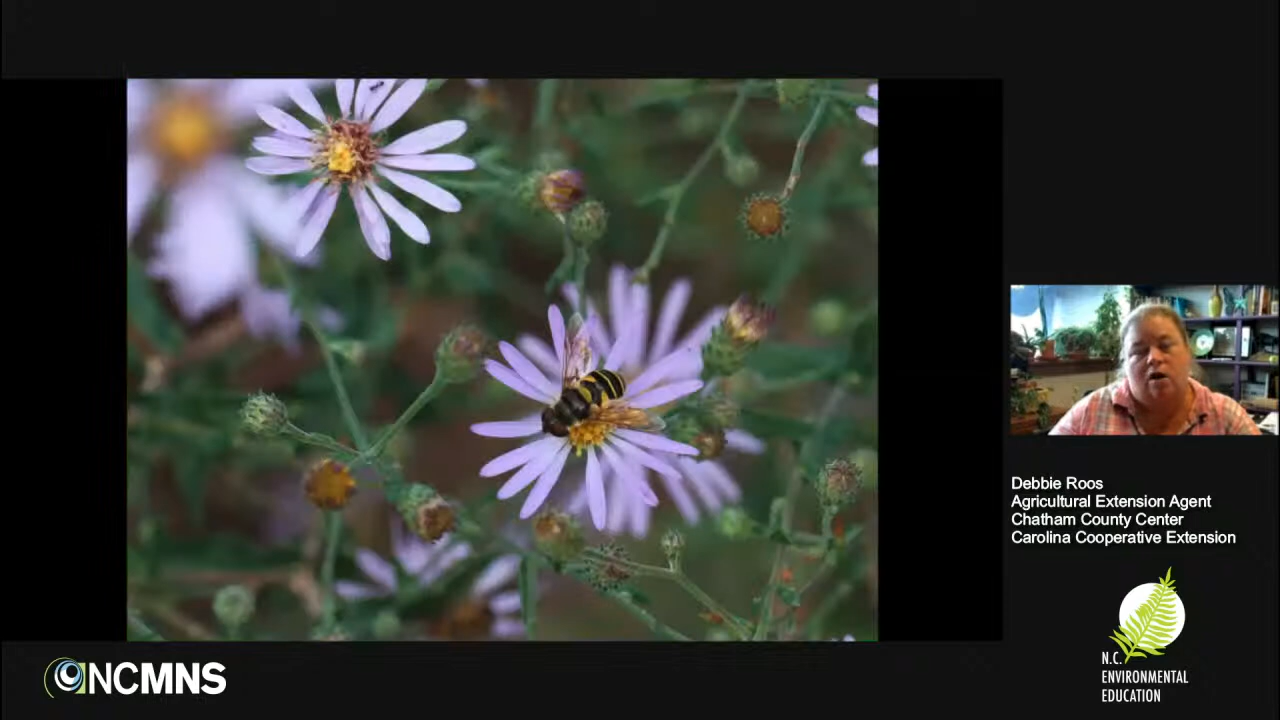 Debbie Roos
Agricultural Extension Agent
Chatham County Center
Carolina Cooperative Extension
NCMNS
N.C.
ENVIRONMENTAL
EDUCATION